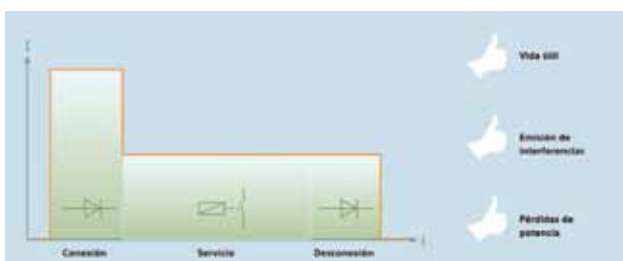 I
Vida útil
Emisión de
interferencias
Pérdidas de
potencia
t
Conexión
Servicio
Desconexión